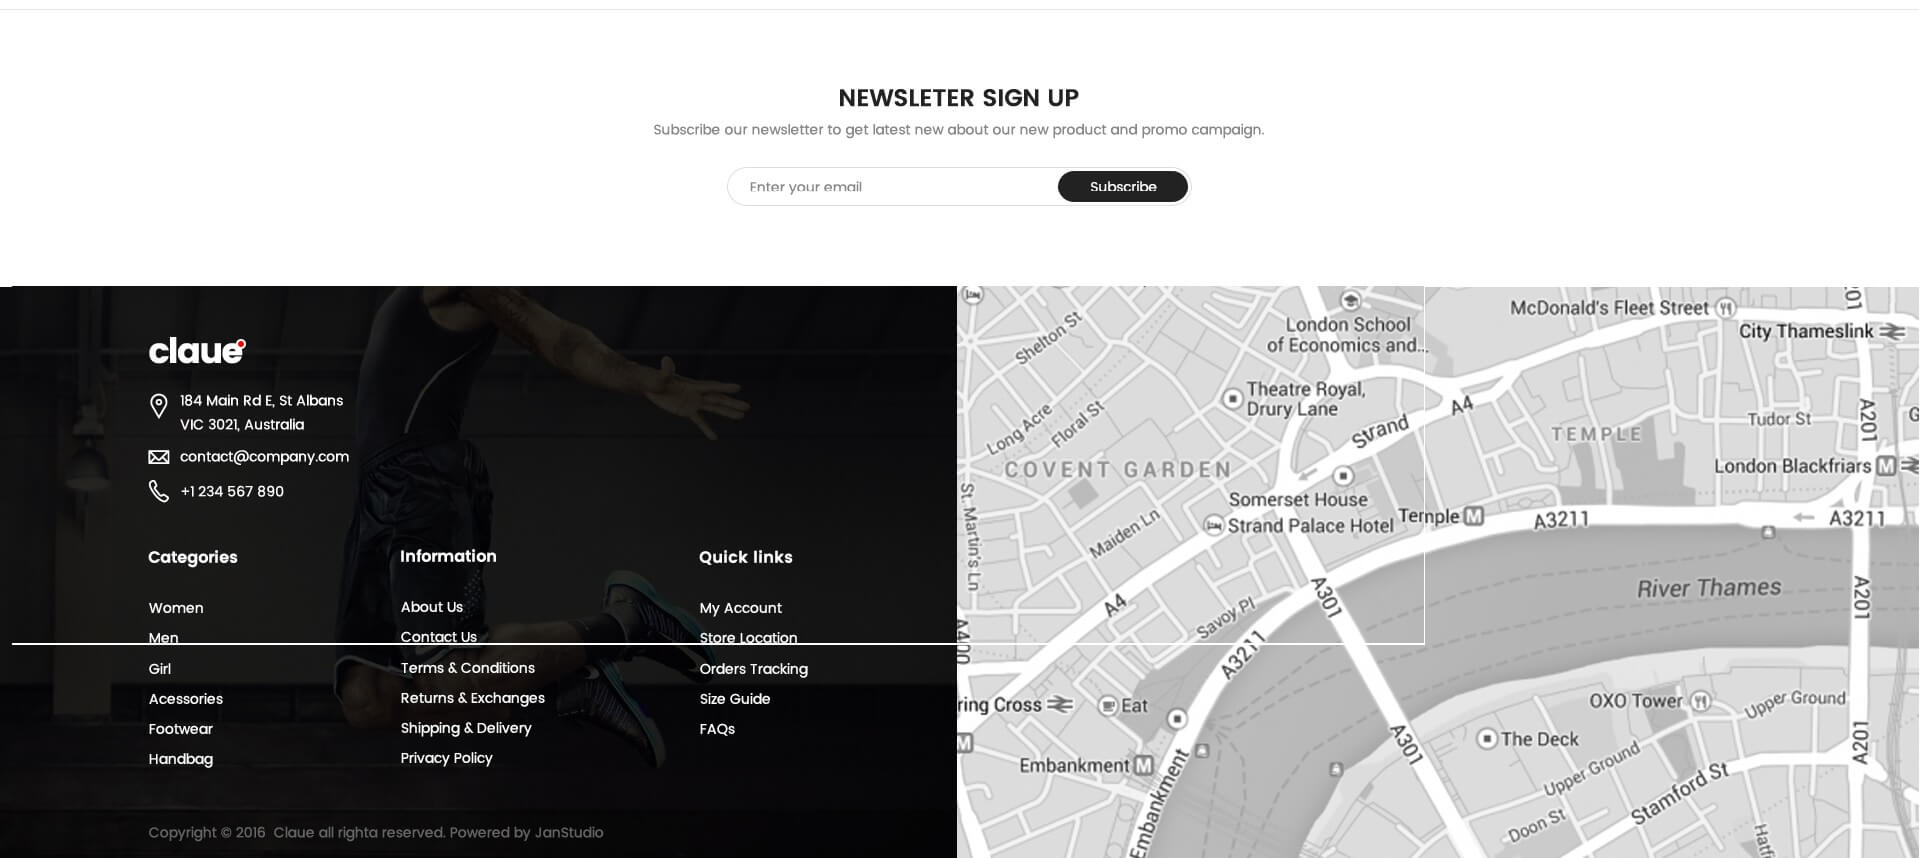 NEWSLETER SIGN UP
Subscribe our newsletter to get latest new about our new product and promo campaign.
Enter your email
Subscribe
claue
184 Main Rd E, St Albans
VIC 3021, Australia
contact@company.com
+1 234 567 890
Categories
Women
Men
Girl
Acessories
Footwear
Handbag
Information
About Us
Contact Us
Terms & Conditions
Returns & Exchanges
Shipping & Delivery
Privacy Policy
Quick links
My Account
Store Location
Orders Tracking
Size Guide
FAQs
Copyright © 2016 Claue all righta reserved. Powered by JanStudio
Shelton St
London School
of Economics and...
McDonald's Fleet Street
City Thameslink
Theatre Royal,
Drury Lane
A4
Strand
Long Acre
Floral St
TEMPLE
Tudor St
A201
COVENT GARDEN
London Blackfriars
M
Somerset House
Strand Palace Hotel
Temple
M
A3211
A3211
St. Martin's Ln
Maiden Ln
A4
Savoy Pl
A301
River Thames
A201
A400
A3211
ring Cross
Eat
OXO Tower
Upper Ground
M
The Deck
A301
A201
Embankment
M
Upper Ground
Stamford St
Embankment
Doon St